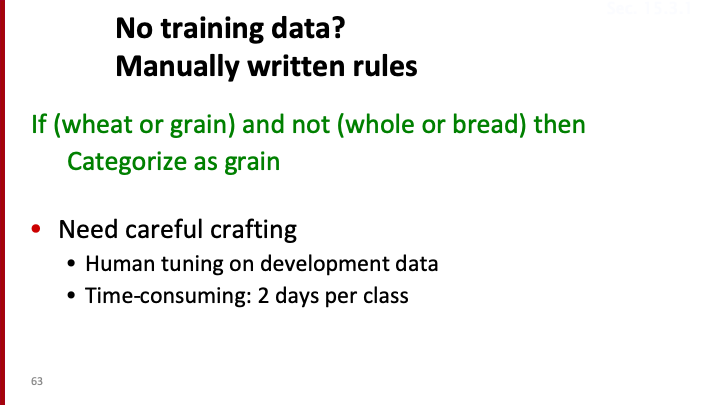 No training data?
Manually written rules
If (wheat or grain) and not (whole or bread) then
Categorize as grain
• Need careful crafting
• Human tuning on development data
• Time-consuming: 2 days per class
63